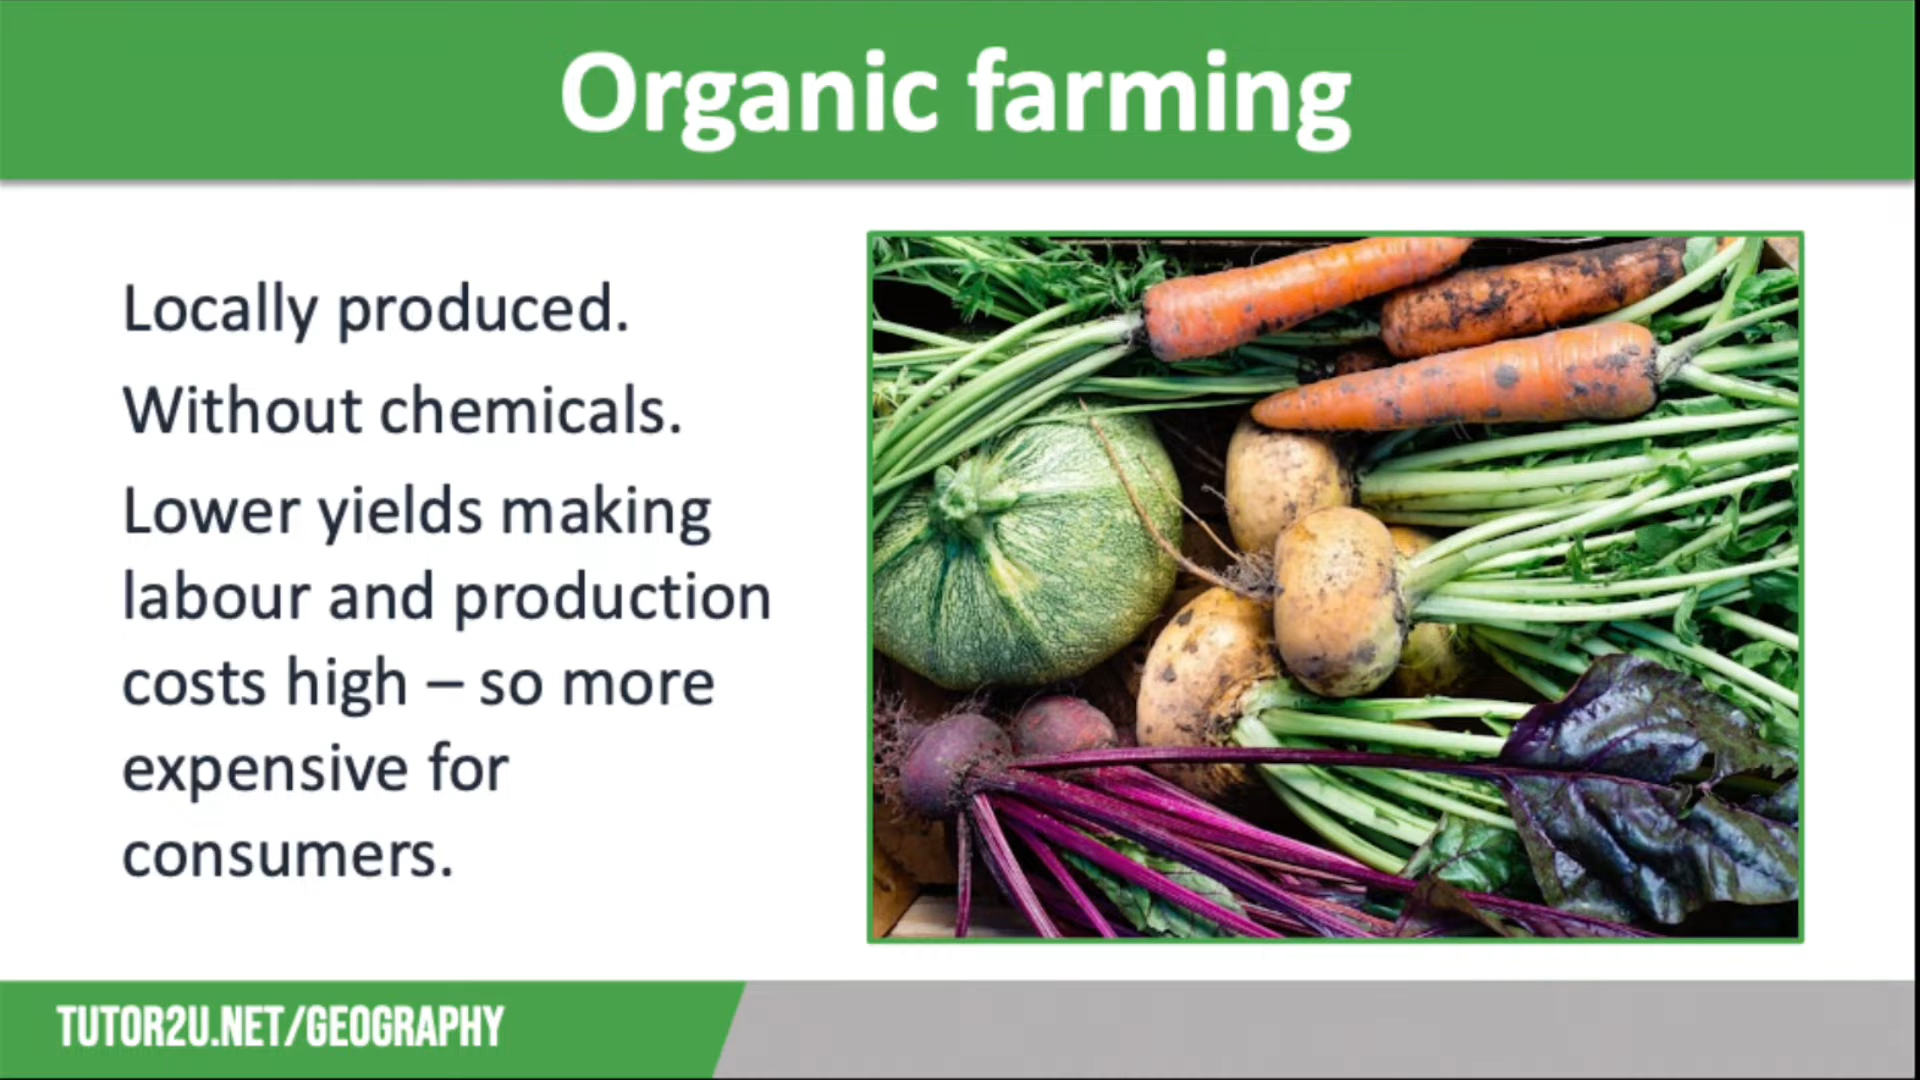 Organic farming
Locally produced.
Without chemicals.
Lower yields making
labour and production
costs high – so more
expensive for
consumers.
TUTOR2U.NET/GEOGRAPHY